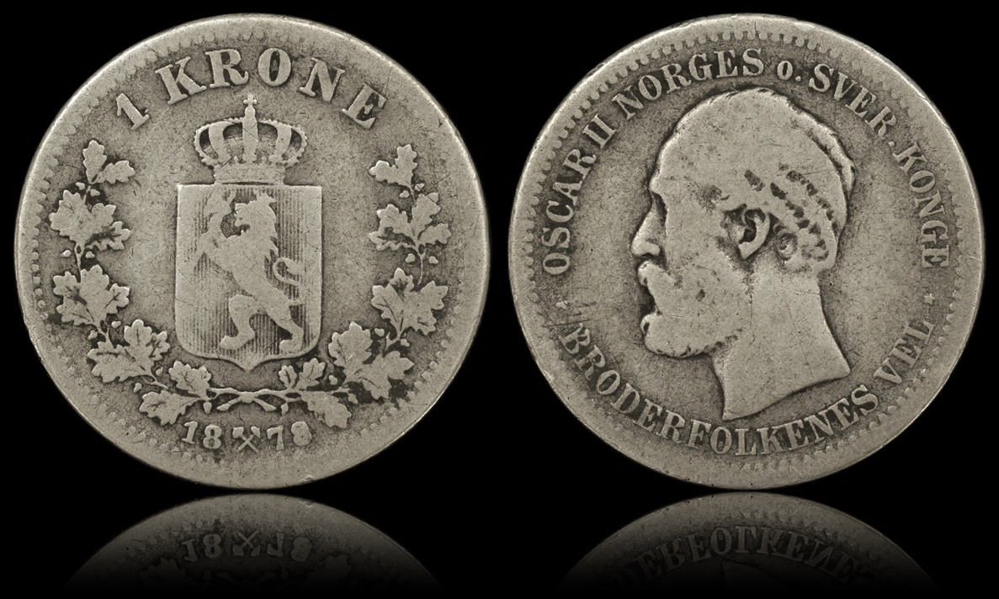 1 KRONE
18 78
OSCAR II NORGES o. SVER. KONGE
BRODERFOLKENES VEL